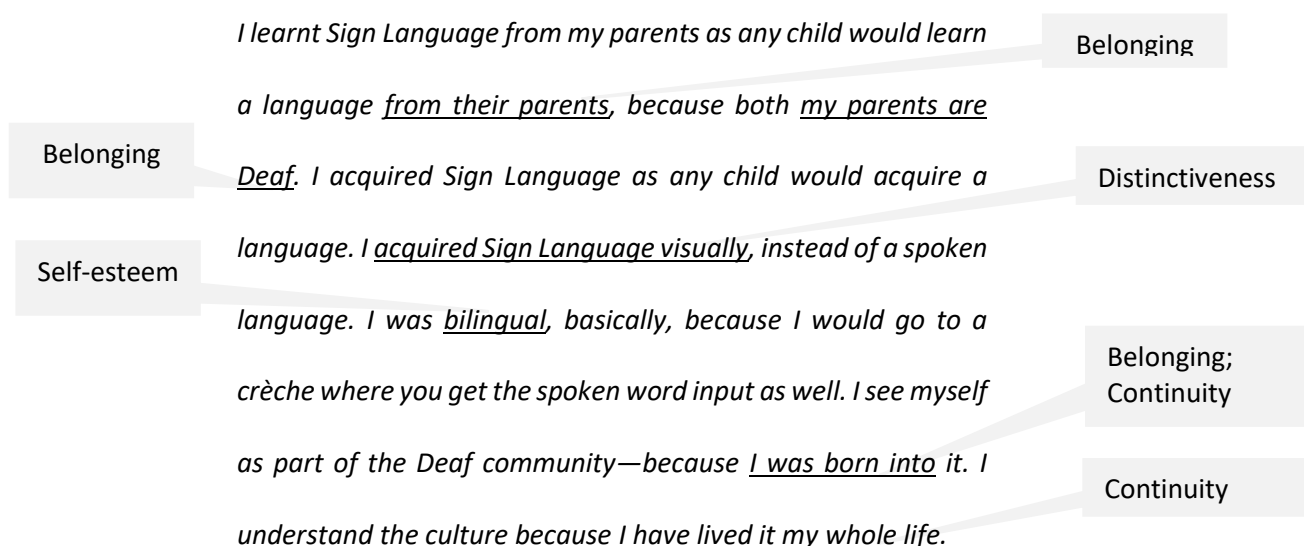 I learnt Sign Language from my parents as any child would learn
Belonging
a language from their parents, because both my parents are
Belonging
Deaf. I acquired Sign Language as any child would acquire a
Distinctiveness
language. I acquired Sign Language visually, instead of a spoken
Self-esteem
language. I was bilingual, basically, because I would go to a
Belonging;
Continuity
crèche where you get the spoken word input as well. I see myself
as part of the Deaf community—because I was born into it. I
Continuity
understand the culture because I have lived it my whole life.